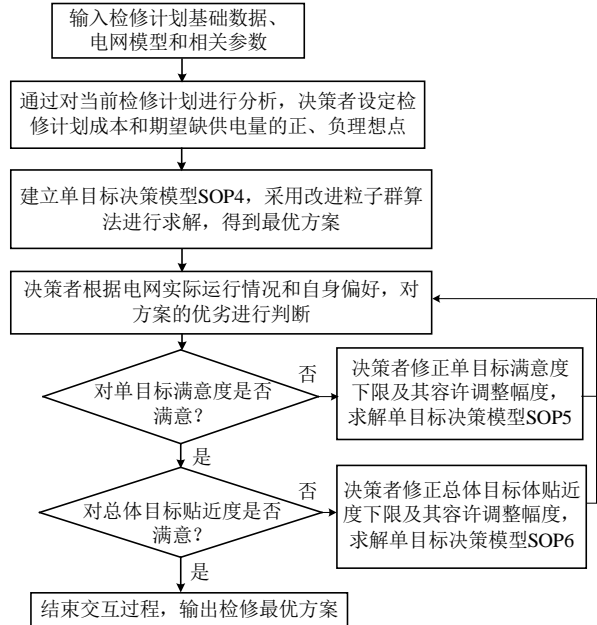 输入检修计划基础数据、
电网模型和相关参数
通过对当前检修计划进行分析，决策者设定检
修计划成本和期望缺供电量的正、负理想点
建立单目标决策模型SOP4，采用改进粒子群算
法进行求解，得到最优方案
决策者根据电网实际运行情况和自身偏好，对
方案的优劣进行判断
对单目标满意度是否
满意？
否
决策者修正单目标满意度
下限及其容许调整幅度，
求解单目标决策模型SOP5
是
对总体目标贴近度是否
满意？
否
决策者修正总体目标体贴近
度下限及其容许调整幅度，
求解单目标决策模型SOP6
是
结束交互过程，输出检修最优方案